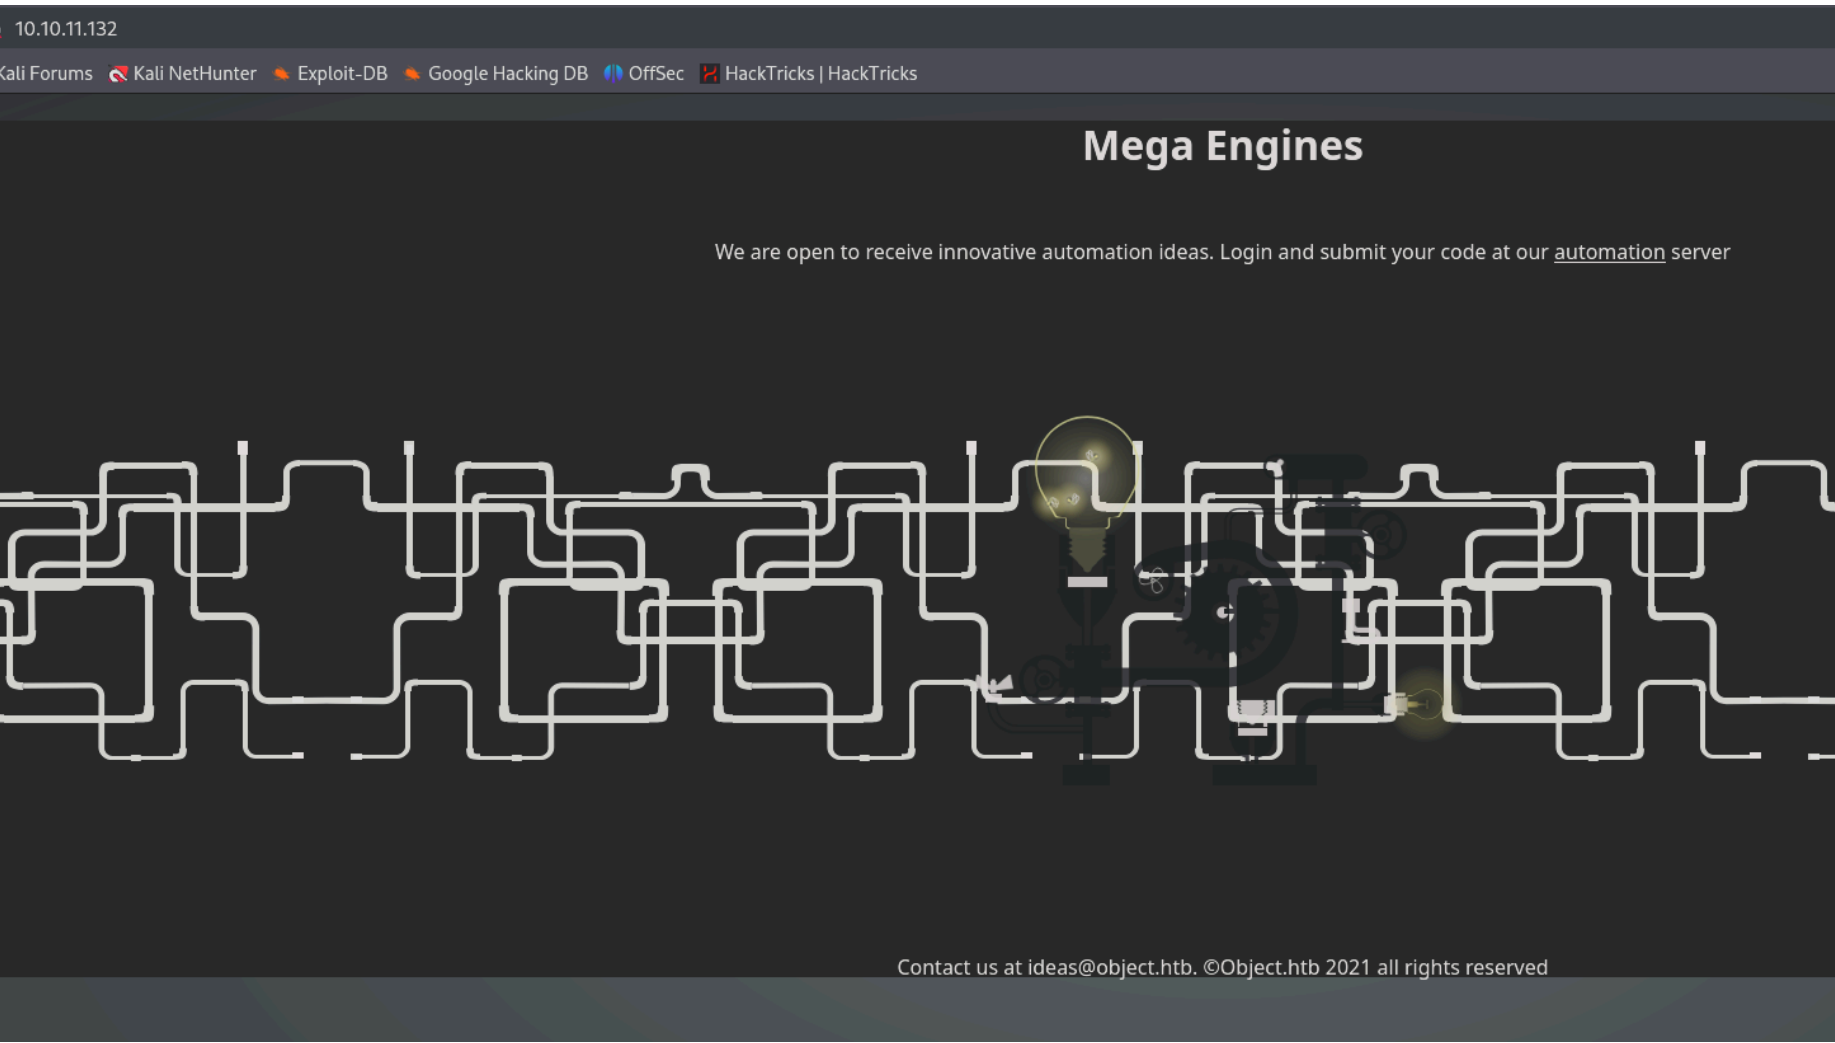 10.10.11.132
Kali Forums Kali NetHunter Exploit-DB Google Hacking DB OffSec HackTricks | HackTricks
Mega Engines
We are open to receive innovative automation ideas. Login and submit your code at our automation server
Contact us at ideas@object.htb. ©Object.htb 2021 all rights reserved